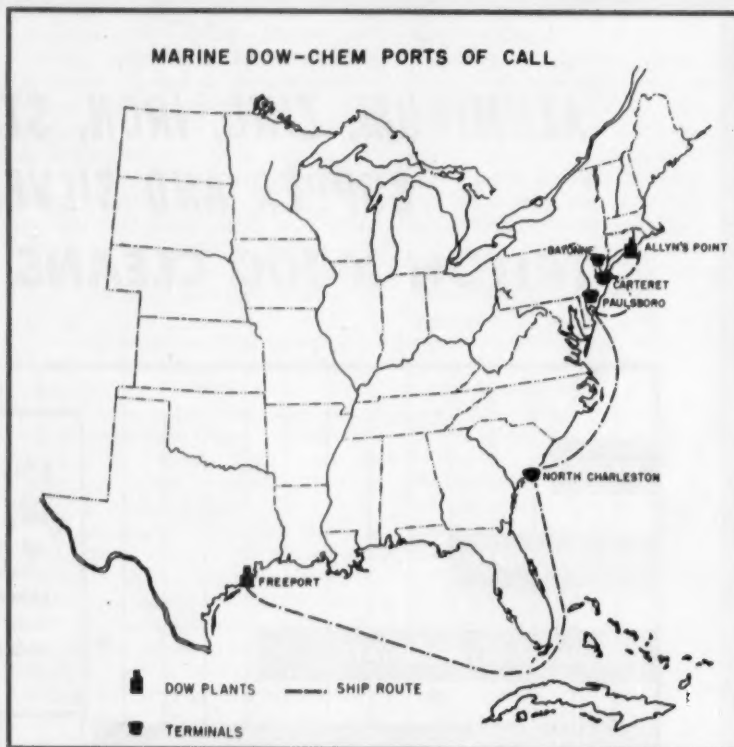 MARINE DOW-CHEM PORTS OF CALL
BAYONNE
ALLYN'S POINT
CARTERET
PAULSBORO
NORTH CHARLESTON
FREEPORT
DOW PLANTS
SHIP ROUTE
TERMINALS